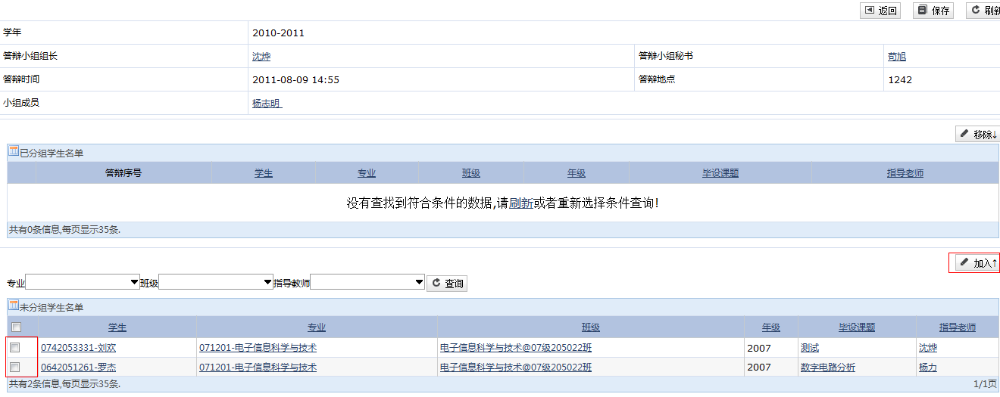 返回 保存 刷新
学年 2010-2011
答辩小组组长 沈烨 答辩小组秘书 苟旭
答辩时间 2011-08-09 14:55 答辩地点 1242
小组成员 杨志明
移除↓
已分组学生名单
答辩序号 学生 专业 班级 年级 毕设课题 指导老师
没有查找到符合条件的数据,请刷新或者重新选择条件查询!
共有0条信息,每页显示35条.
加入↑
专业 班级 指导教师 查询
未分组学生名单
学生 专业 班级 年级 毕设课题 指导老师
0742053331-刘欢 071201-电子信息科学与技术 电子信息科学与技术@07级205022班 2007 测试 沈烨
0642051261-罗杰 071201-电子信息科学与技术 电子信息科学与技术@07级205022班 2007 数字电路分析 杨力
共有2条信息,每页显示35条. 1/1页